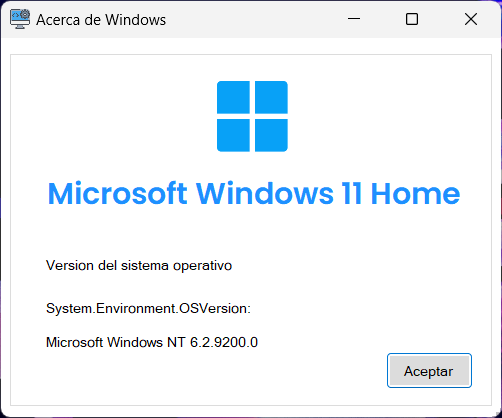 Acerca de Windows
Microsoft Windows 11 Home
Version del sistema operativo
System.Environment.OSVersion:
Microsoft Windows NT 6.2.9200.0
Aceptar